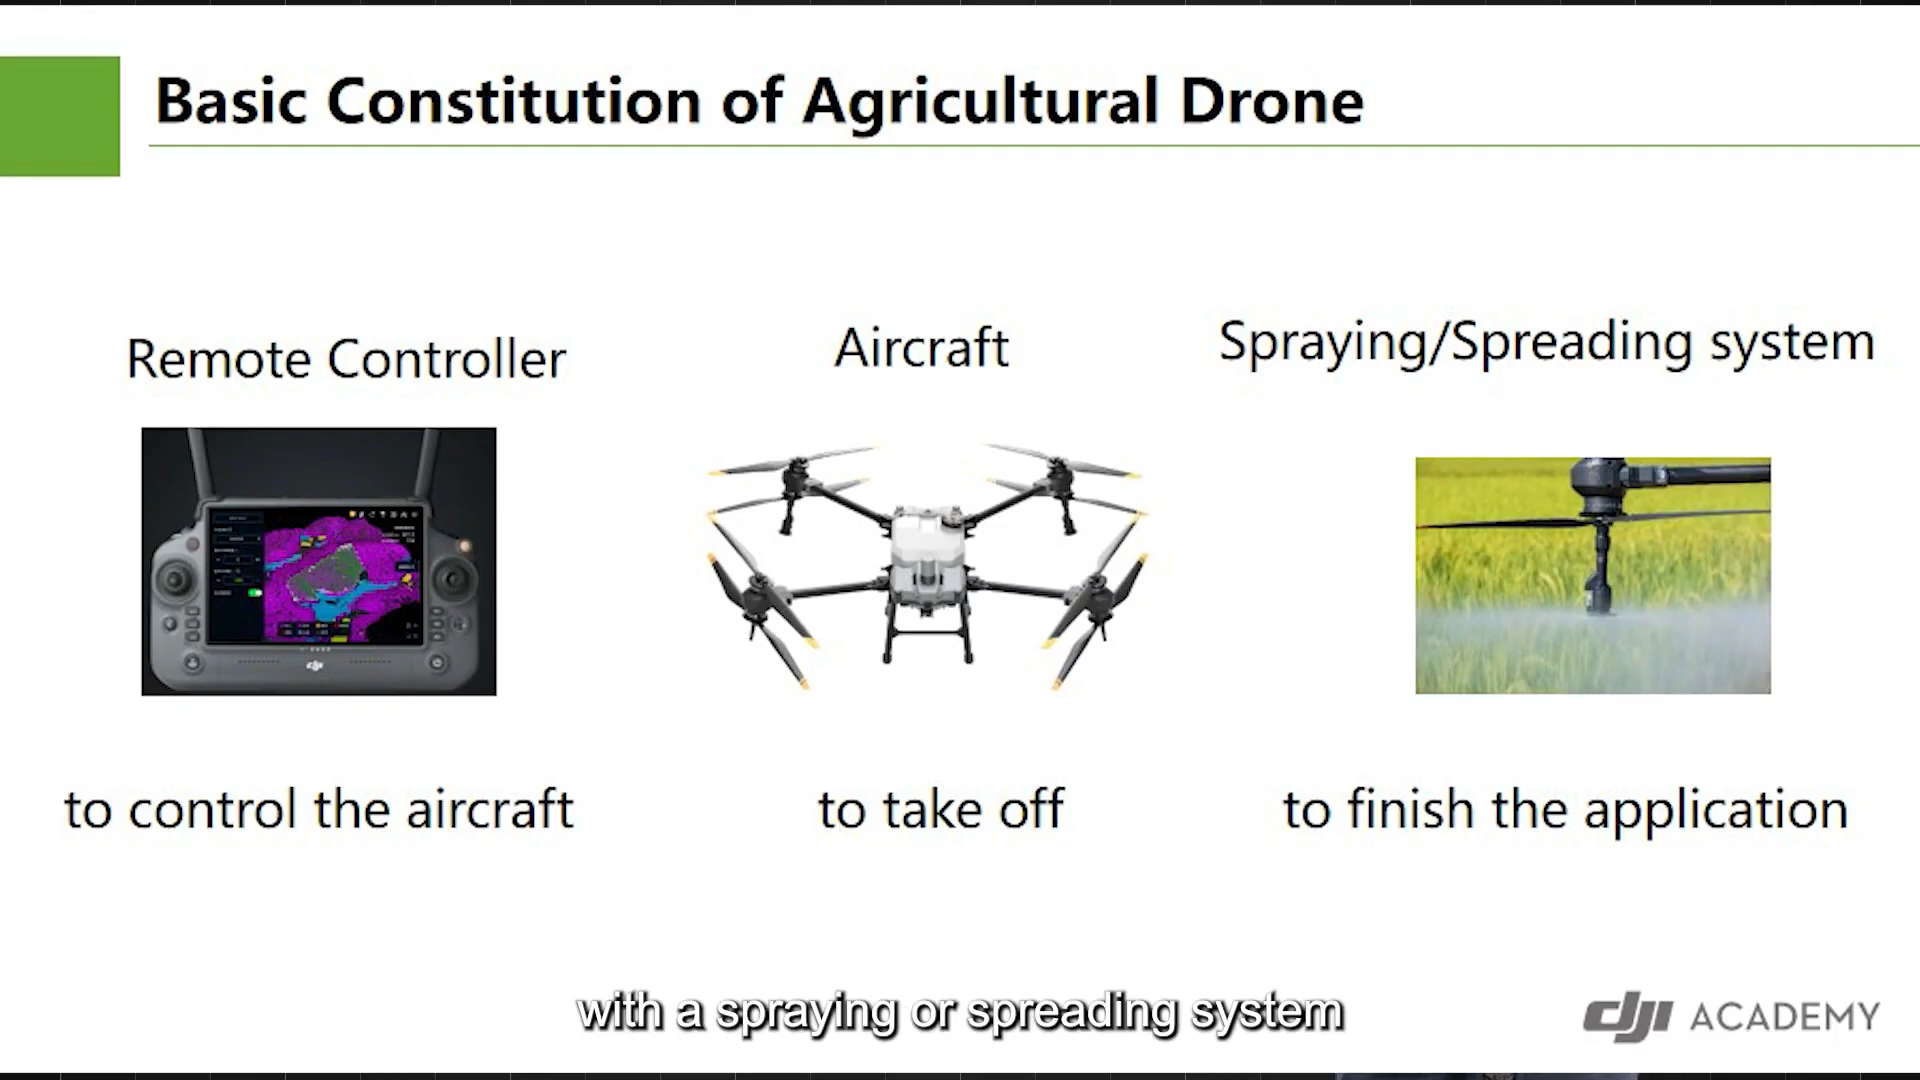 Basic Constitution of Agricultural Drone
Remote Controller
Aircraft
Spraying/Spreading system
dji
to control the aircraft
to take off
to finish the application
with a spraying or spreading system
dji ACADEMY